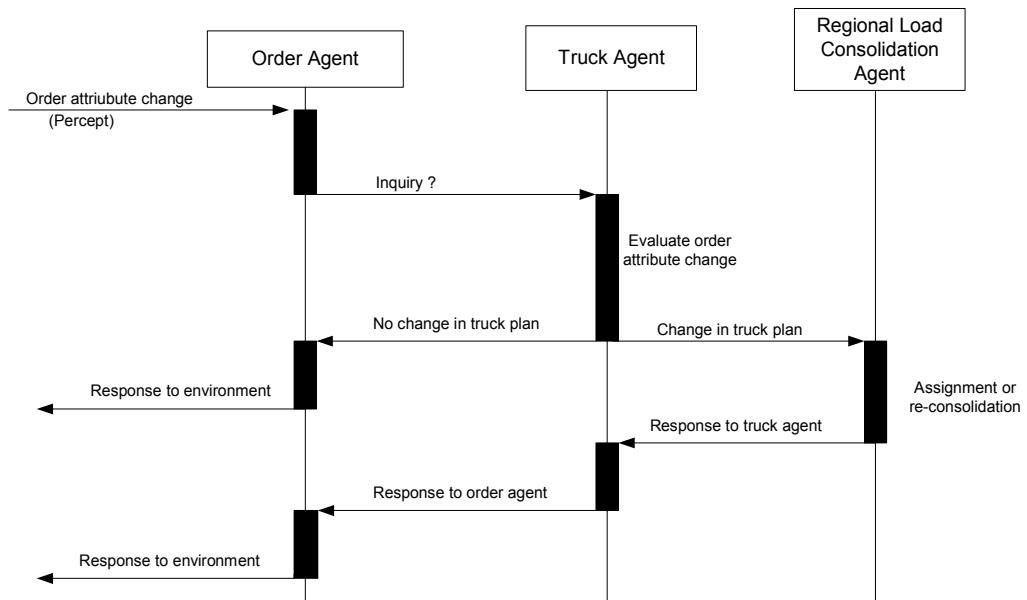 Order Agent
Truck Agent
Regional Load
Consolidation
Agent
Order attriubute change
(Percept)
Inquiry ?
Evaluate order
attribute change
No change in truck plan
Change in truck plan
Response to environment
Assignment or
re-consolidation
Response to truck agent
Response to order agent
Response to environment